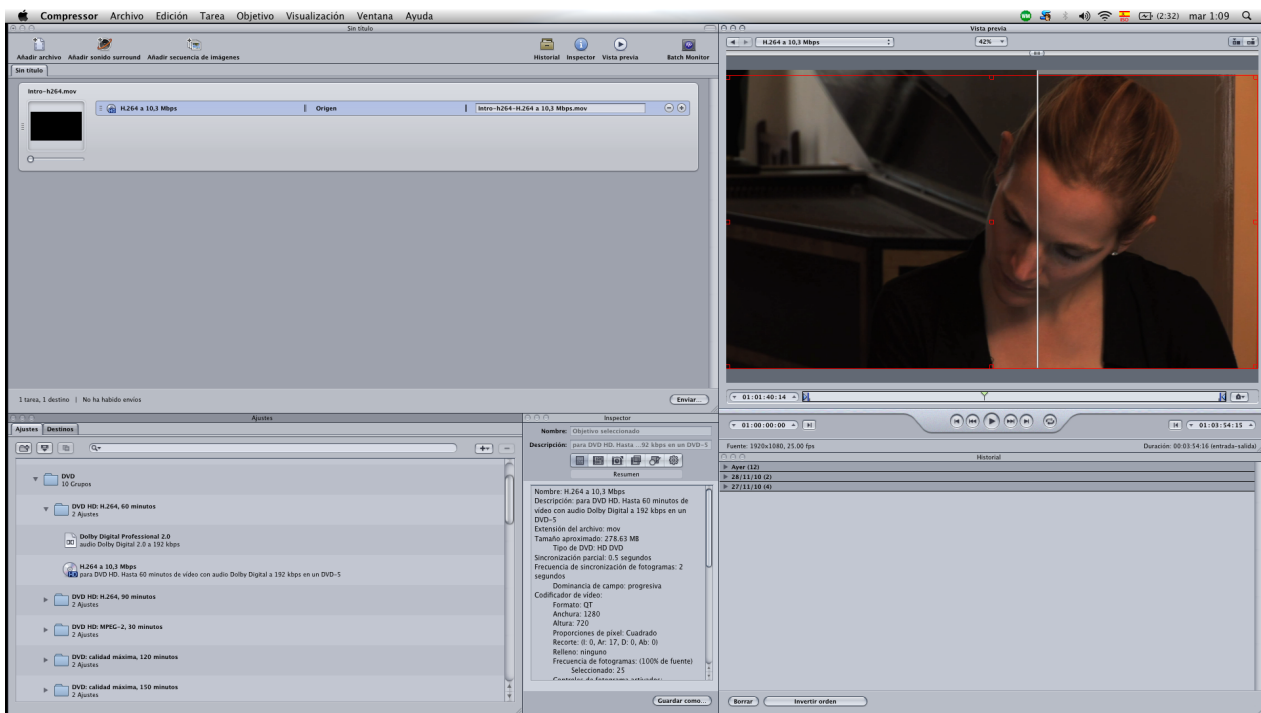 Compressor Archivo Edición Tarea Objetivo Visualización Ventana Ayuda
(2:32) mar 1:09
Sin título
Añadir archivo Añadir sonido surround Añadir secuencia de imágenes
Historial Inspector Vista previa Batch Monitor
Sin título
Intro-h264.mov
H.264 a 10,3 Mbps Origen Intro-h264-H.264 a 10,3 Mbps.mov
1 tarea, 1 destino | No ha habido envíos
Enviar...
Vista previa
H.264 a 10,3 Mbps
42%
01:01:40:14
01:00:00:00
01:03:54:15
Fuente: 1920x1080, 25.00 fps
Duración: 00:03:54:16 (entrada-salida)
Ajustes
Ajustes Destinos
DVD
10 Grupos
DVD HD: H.264, 60 minutos
2 Ajustes
Dolby Digital Professional 2.0
audio Dolby Digital 2.0 a 192 kbps
H.264 a 10,3 Mbps
para DVD HD. Hasta 60 minutos de vídeo con audio Dolby Digital a 192 kbps en un DVD-5
DVD HD: H.264, 90 minutos
2 Ajustes
DVD HD: MPEG-2, 30 minutos
2 Ajustes
DVD: calidad máxima, 120 minutos
2 Ajustes
DVD: calidad máxima, 150 minutos
2 Ajustes
Inspector
Nombre: Objetivo seleccionado
Descripción: para DVD HD. Hasta ...92 kbps en un DVD-5
Resumen
Nombre: H.264 a 10,3 Mbps
Descripción: para DVD HD. Hasta 60 minutos de
vídeo con audio Dolby Digital a 192 kbps en un
DVD-5
Extensión del archivo: mov
Tamaño aproximado: 278.63 MB
Tipo de DVD: HD DVD
Sincronización parcial: 0.5 segundos
Frecuencia de sincronización de fotogramas: 2
segundos
Dominancia de campo: progresiva
Codificador de vídeo:
Formato: QT
Anchura: 1280
Altura: 720
Proporciones de píxel: Cuadrado
Recorte: (I: 0, Ar: 17, D: 0, Ab: 0)
Relleno: ninguno
Frecuencia de fotogramas: (100% de fuente)
Seleccionado: 25
Controles de fotograma activados:
Guardar como...
Historial
Ayer (12)
28/11/10 (2)
27/11/10 (4)
Borrar Invertir orden